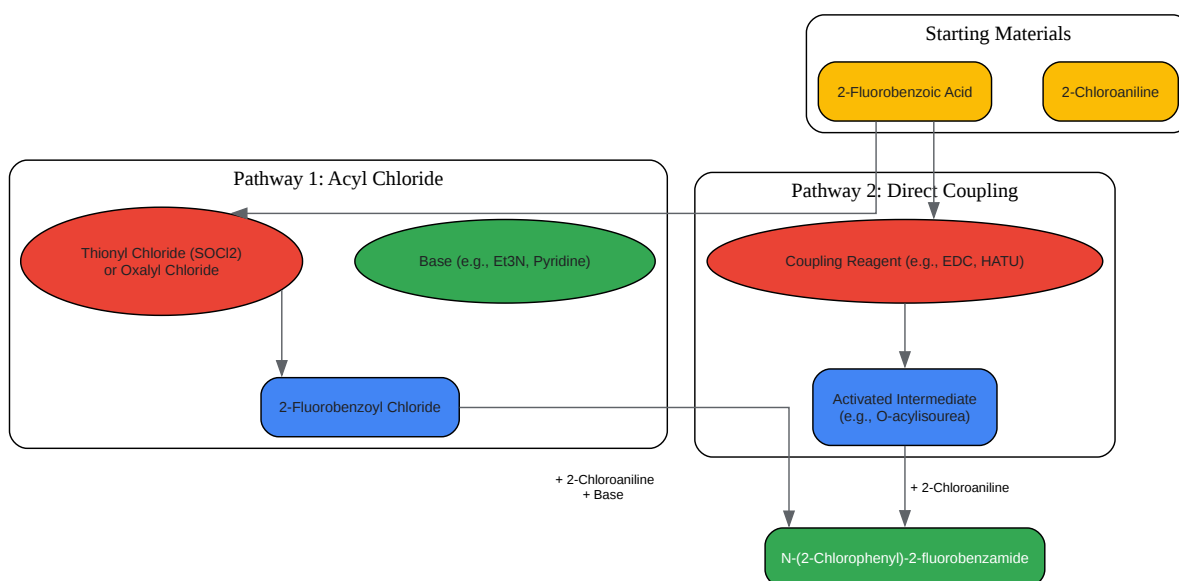 Starting Materials
2-Fluorobenzoic Acid
2-Chloroaniline
Pathway 1: Acyl Chloride
Thionyl Chloride (SOCl2)
or Oxalyl Chloride
Base (e.g., Et3N, Pyridine)
2-Fluorobenzoyl Chloride
Pathway 2: Direct Coupling
Coupling Reagent (e.g., EDC, HATU)
Activated Intermediate
(e.g., O-acylisourea)
+ 2-Chloroaniline
+ Base
+ 2-Chloroaniline
N-(2-Chlorophenyl)-2-fluorobenzamide